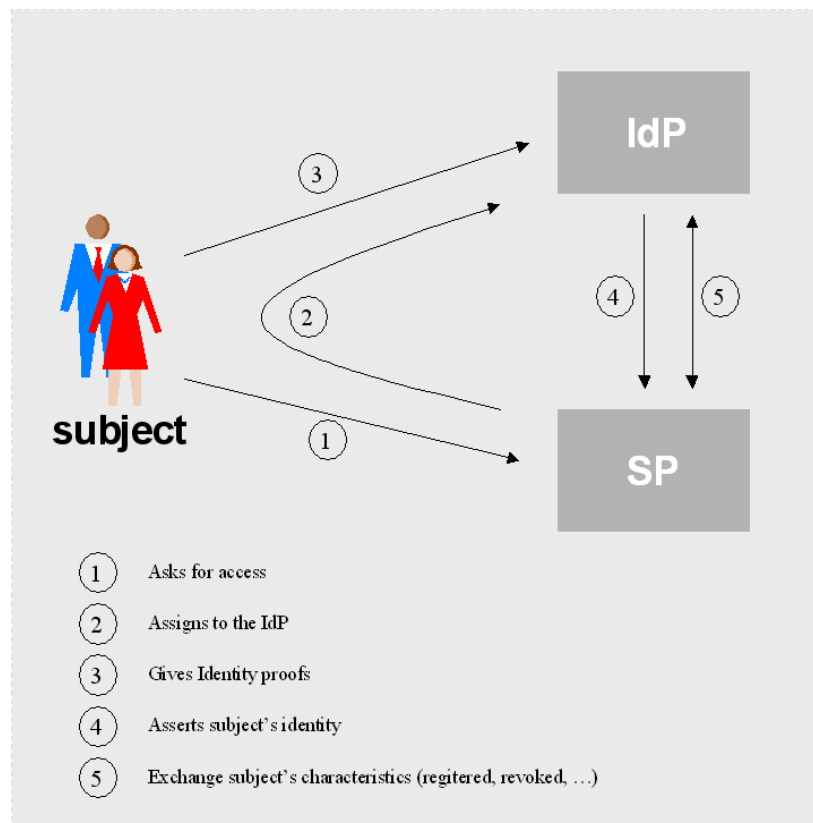 IdP
3
2
4
5
subject
1
SP
1 Asks for access
2 Assigns to the IdP
3 Gives Identity proofs
4 Asserts subject’s identity
5 Exchange subject’s characteristics (regitered, revoked, …)